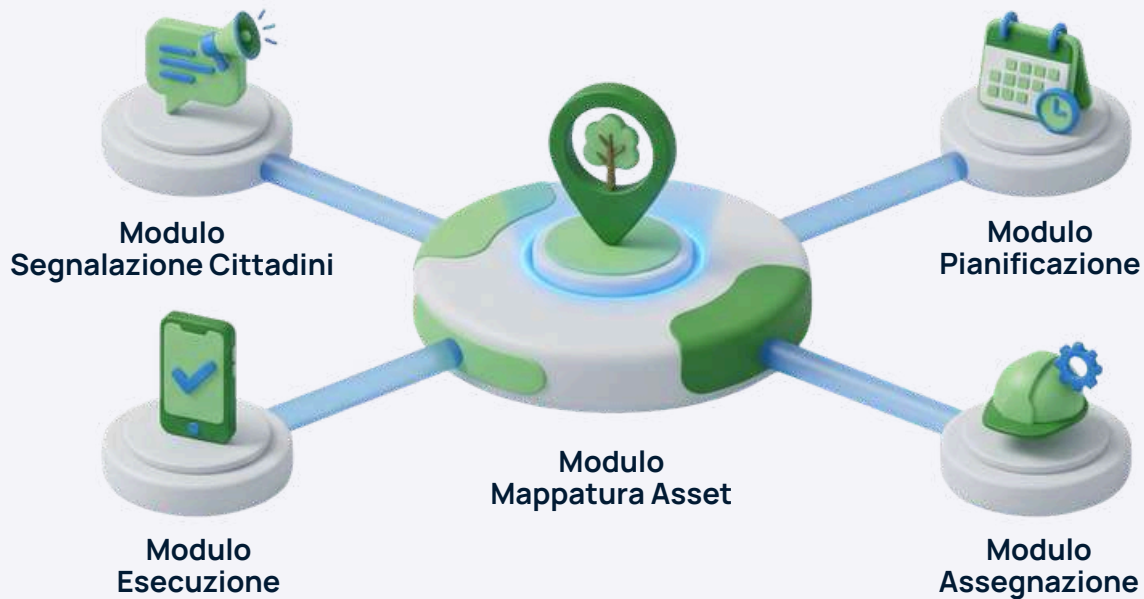 Modulo
Segnalazione Cittadini
Modulo
Pianificazione
Modulo
Mappatura Asset
Modulo
Esecuzione
Modulo
Assegnazione